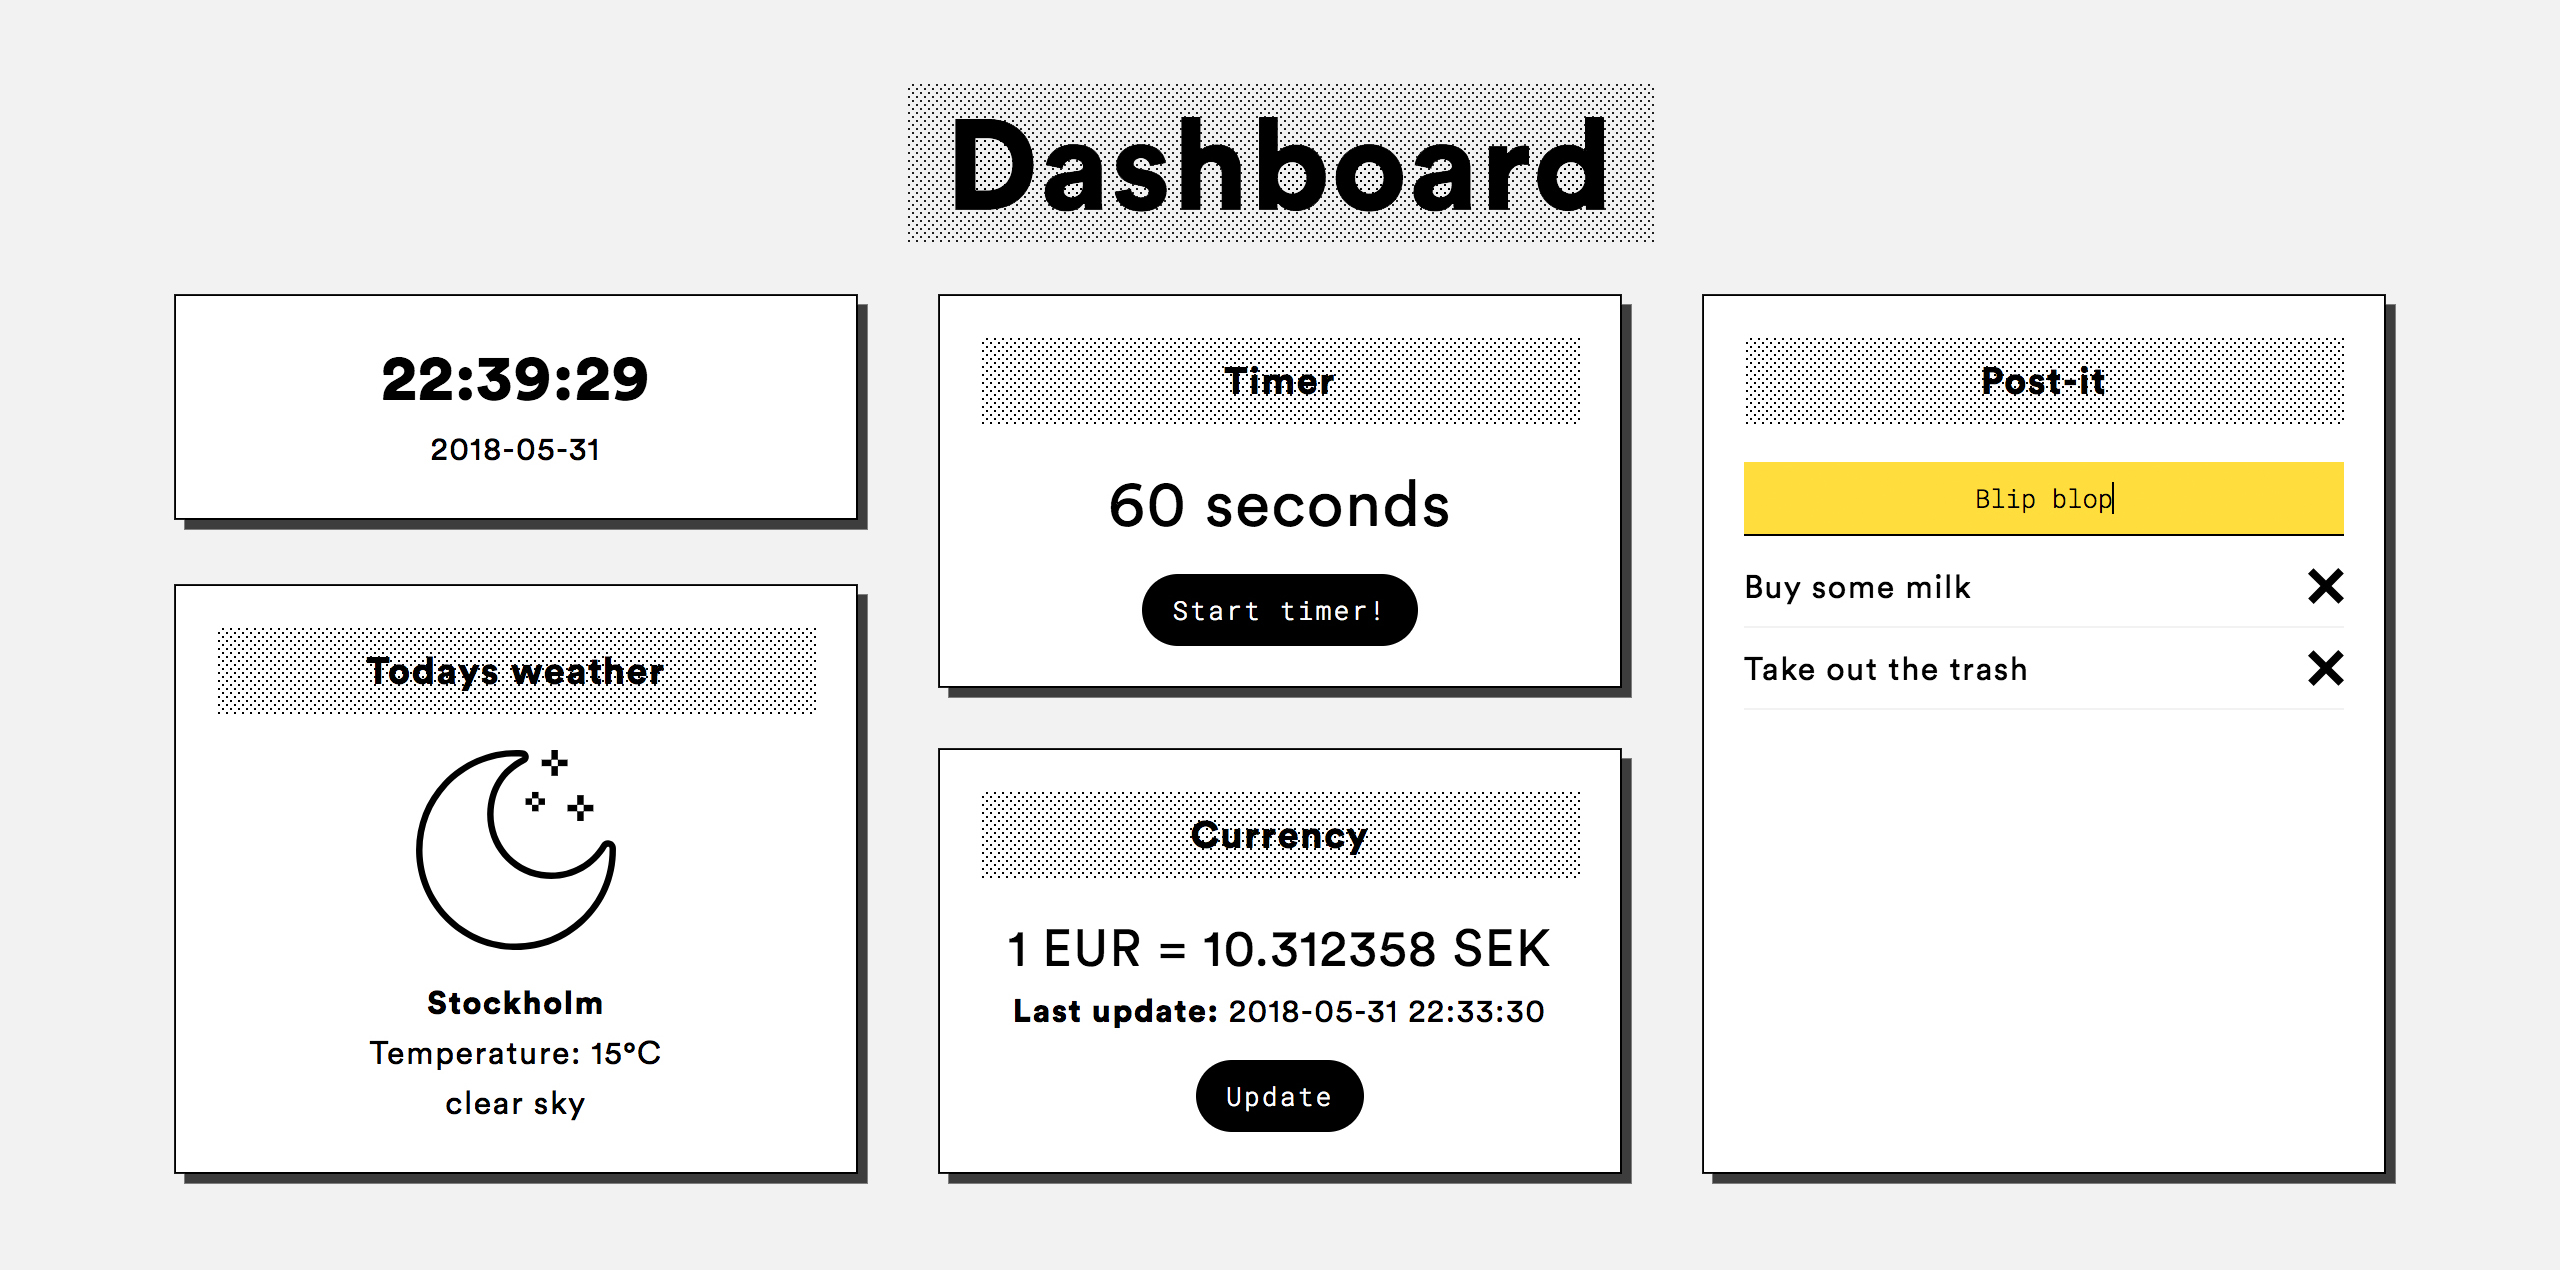 Dashboard
22:39:29
2018-05-31
Todays weather
Stockholm
Temperature: 15°C
clear sky
Timer
60 seconds
Start timer!
Currency
1 EUR = 10.312358 SEK
Last update: 2018-05-31 22:33:30
Update
Post-it
Blip blop
Buy some milk
Take out the trash